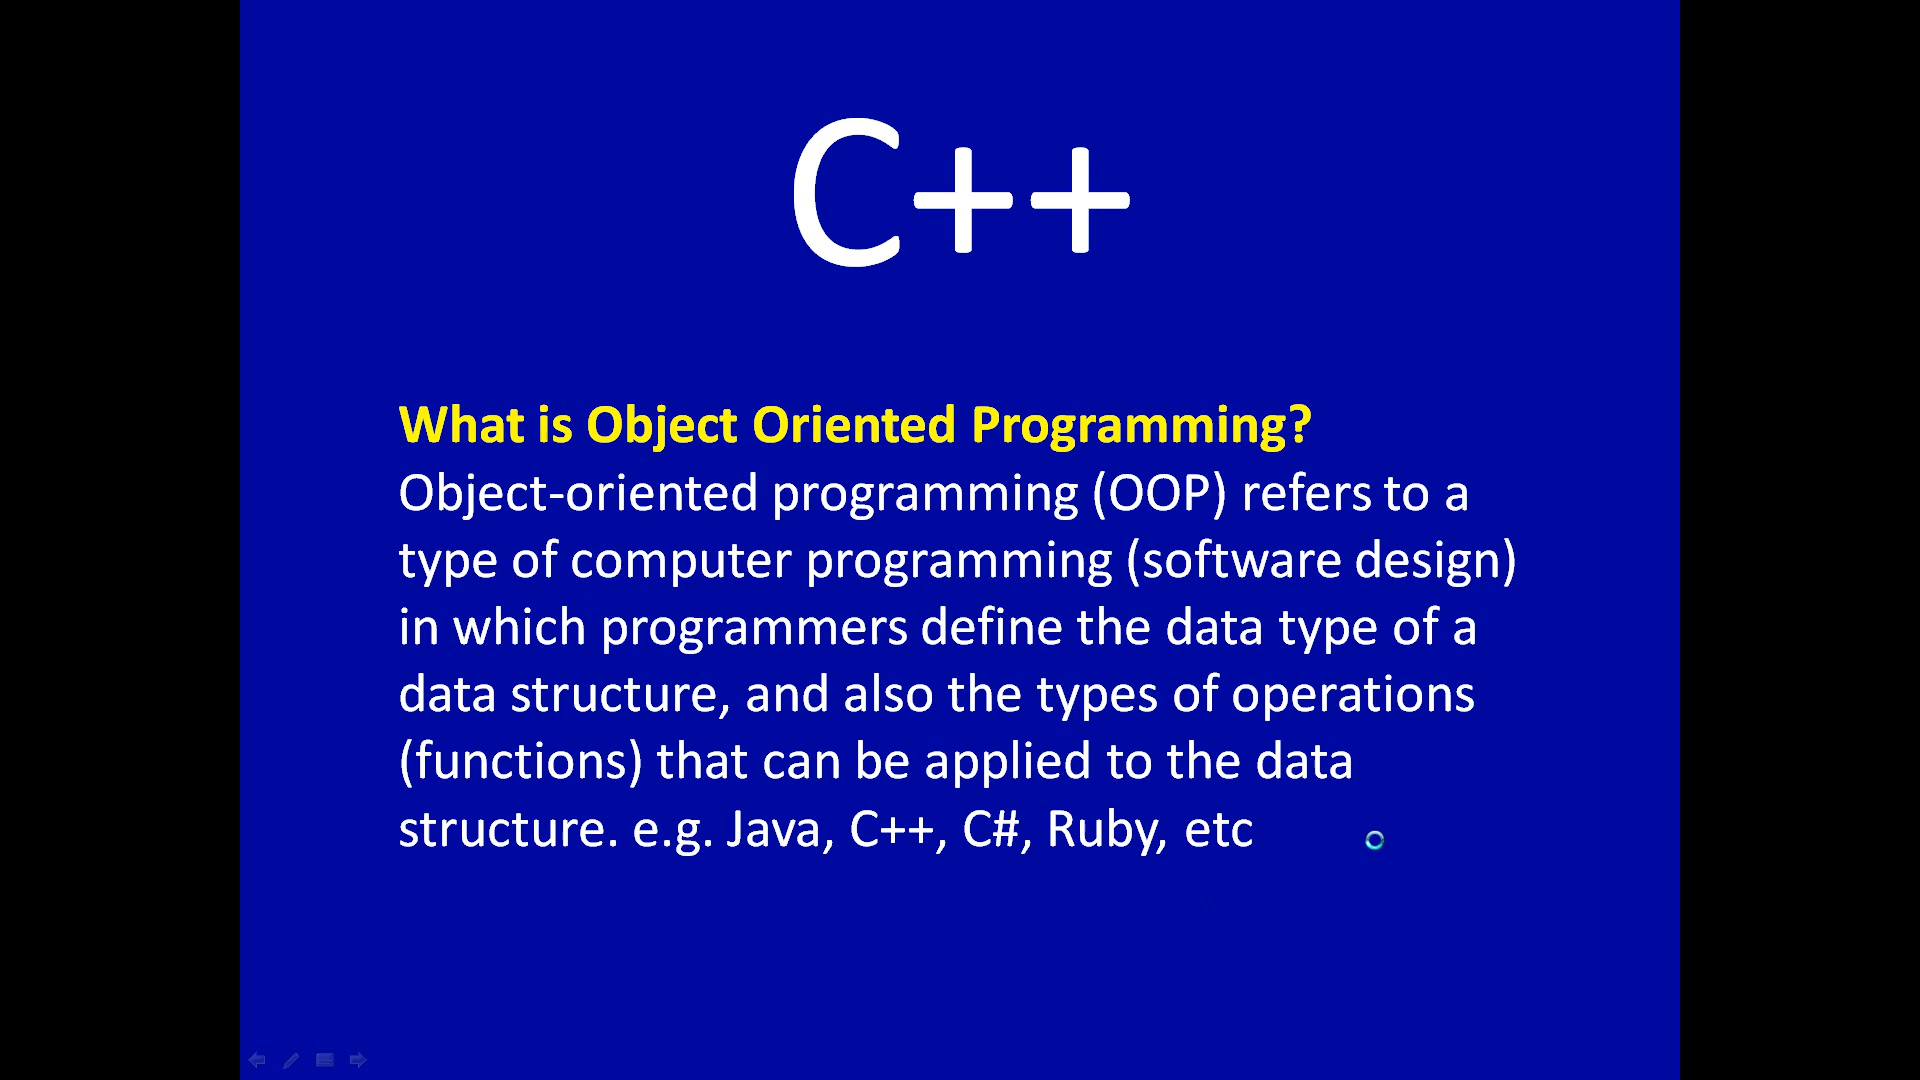 C++
What is Object Oriented Programming?
Object-oriented programming (OOP) refers to a
type of computer programming (software design)
in which programmers define the data type of a
data structure, and also the types of operations
(functions) that can be applied to the data
structure. e.g. Java, C++, C#, Ruby, etc